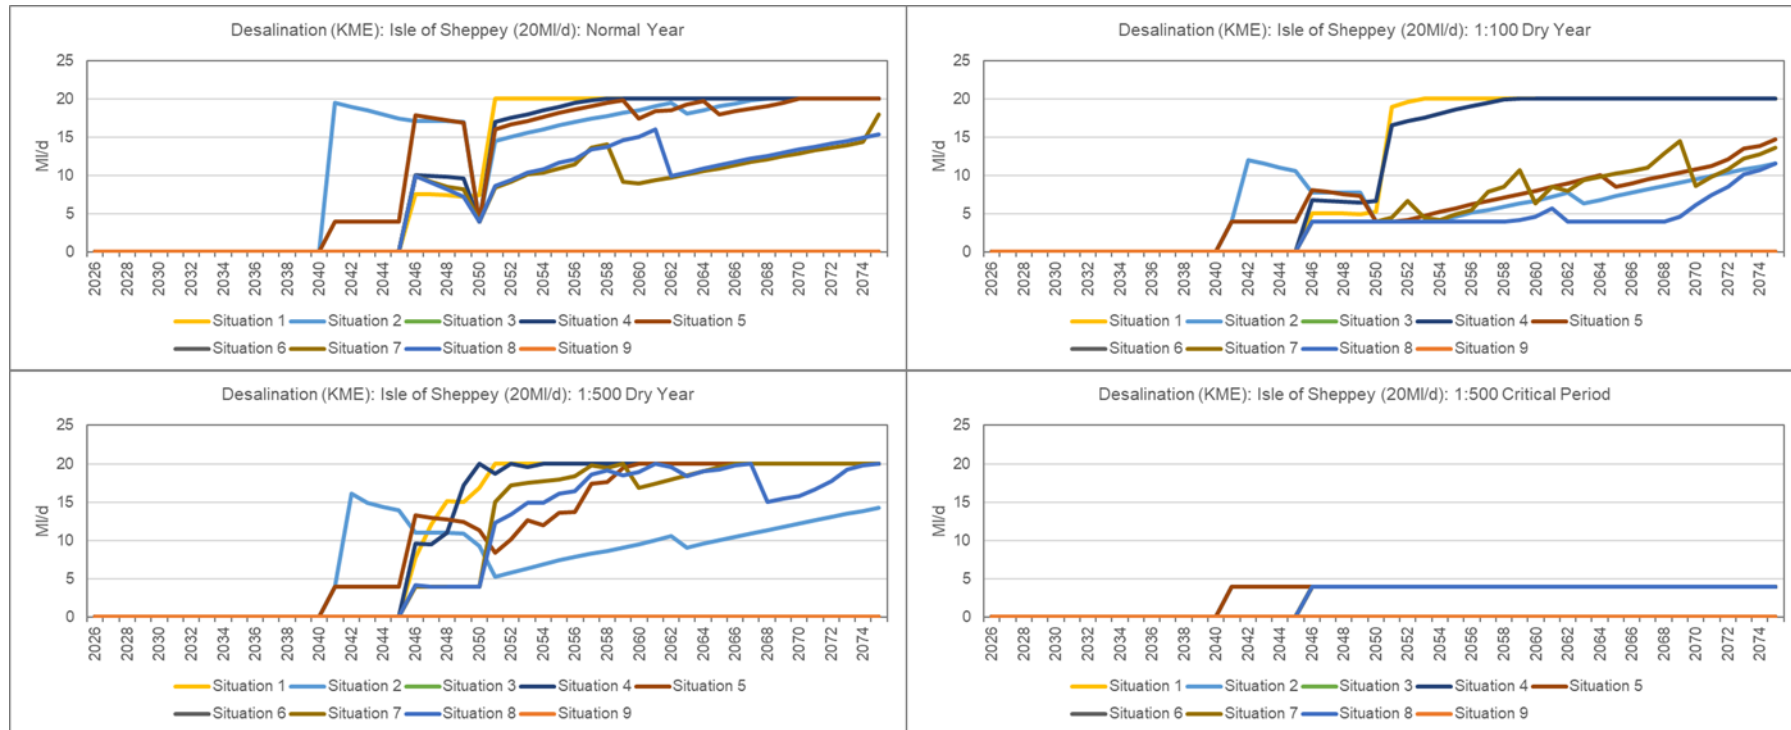 Desalination (KME): Isle of Sheppey (20Ml/d): Normal Year
25
20
15
10
5
0
Ml/d
2026 2028 2030 2032 2034 2036 2038 2040 2042 2044 2046 2048 2050 2052 2054 2056 2058 2060 2062 2064 2066 2068 2070 2072 2074
Situation 1 Situation 2 Situation 3 Situation 4 Situation 5
Situation 6 Situation 7 Situation 8 Situation 9
Desalination (KME): Isle of Sheppey (20Ml/d): 1:100 Dry Year
25
20
15
10
5
0
Ml/d
2026 2028 2030 2032 2034 2036 2038 2040 2042 2044 2046 2048 2050 2052 2054 2056 2058 2060 2062 2064 2066 2068 2070 2072 2074
Situation 1 Situation 2 Situation 3 Situation 4 Situation 5
Situation 6 Situation 7 Situation 8 Situation 9
Desalination (KME): Isle of Sheppey (20Ml/d): 1:500 Dry Year
25
20
15
10
5
0
Ml/d
2026 2028 2030 2032 2034 2036 2038 2040 2042 2044 2046 2048 2050 2052 2054 2056 2058 2060 2062 2064 2066 2068 2070 2072 2074
Situation 1 Situation 2 Situation 3 Situation 4 Situation 5
Situation 6 Situation 7 Situation 8 Situation 9
Desalination (KME): Isle of Sheppey (20Ml/d): 1:500 Critical Period
25
20
15
10
5
0
Ml/d
2026 2028 2030 2032 2034 2036 2038 2040 2042 2044 2046 2048 2050 2052 2054 2056 2058 2060 2062 2064 2066 2068 2070 2072 2074
Situation 1 Situation 2 Situation 3 Situation 4 Situation 5
Situation 6 Situation 7 Situation 8 Situation 9